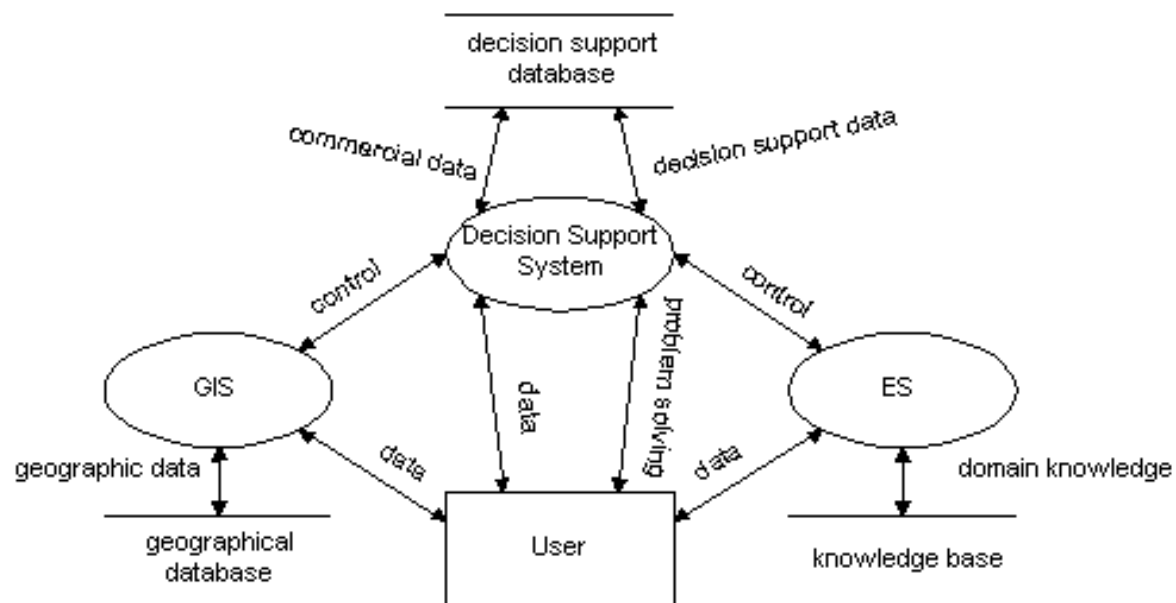 decision support
database
commercial data
decision support data
Decision Support
System
control
control
GIS
ES
data
problem solving
data
data
geographic data
domain knowledge
geographical
database
User
knowledge base